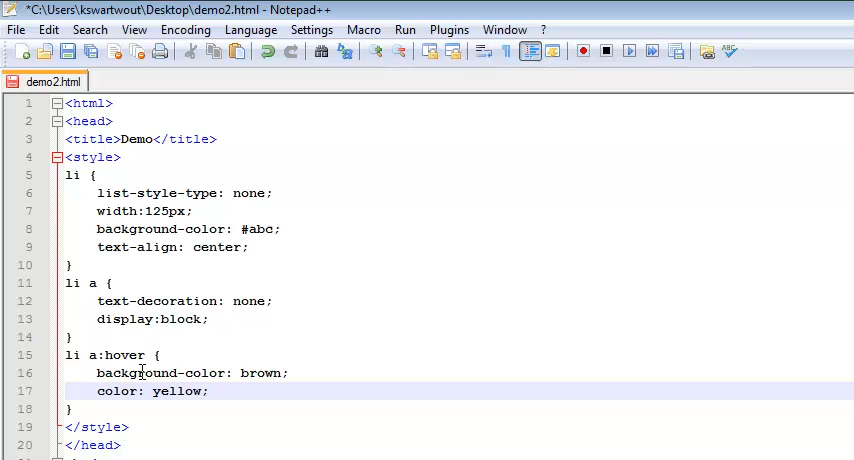 *C:\Users\kswartwout\Desktop\demo2.html - Notepad++
File Edit Search View Encoding Language Settings Macro Run Plugins Window ?
ABC
demo2.html
1 <html>
2 <head>
3 <title>Demo</title>
4 <style>
5 li {
6 list-style-type: none;
7 width:125px;
8 background-color: #abc;
9 text-align: center;
10 }
11 li a {
12 text-decoration: none;
13 display:block;
14 }
15 li a:hover {
16 background-color: brown;
17 color: yellow;
18 }
19 </style>
20 </head>